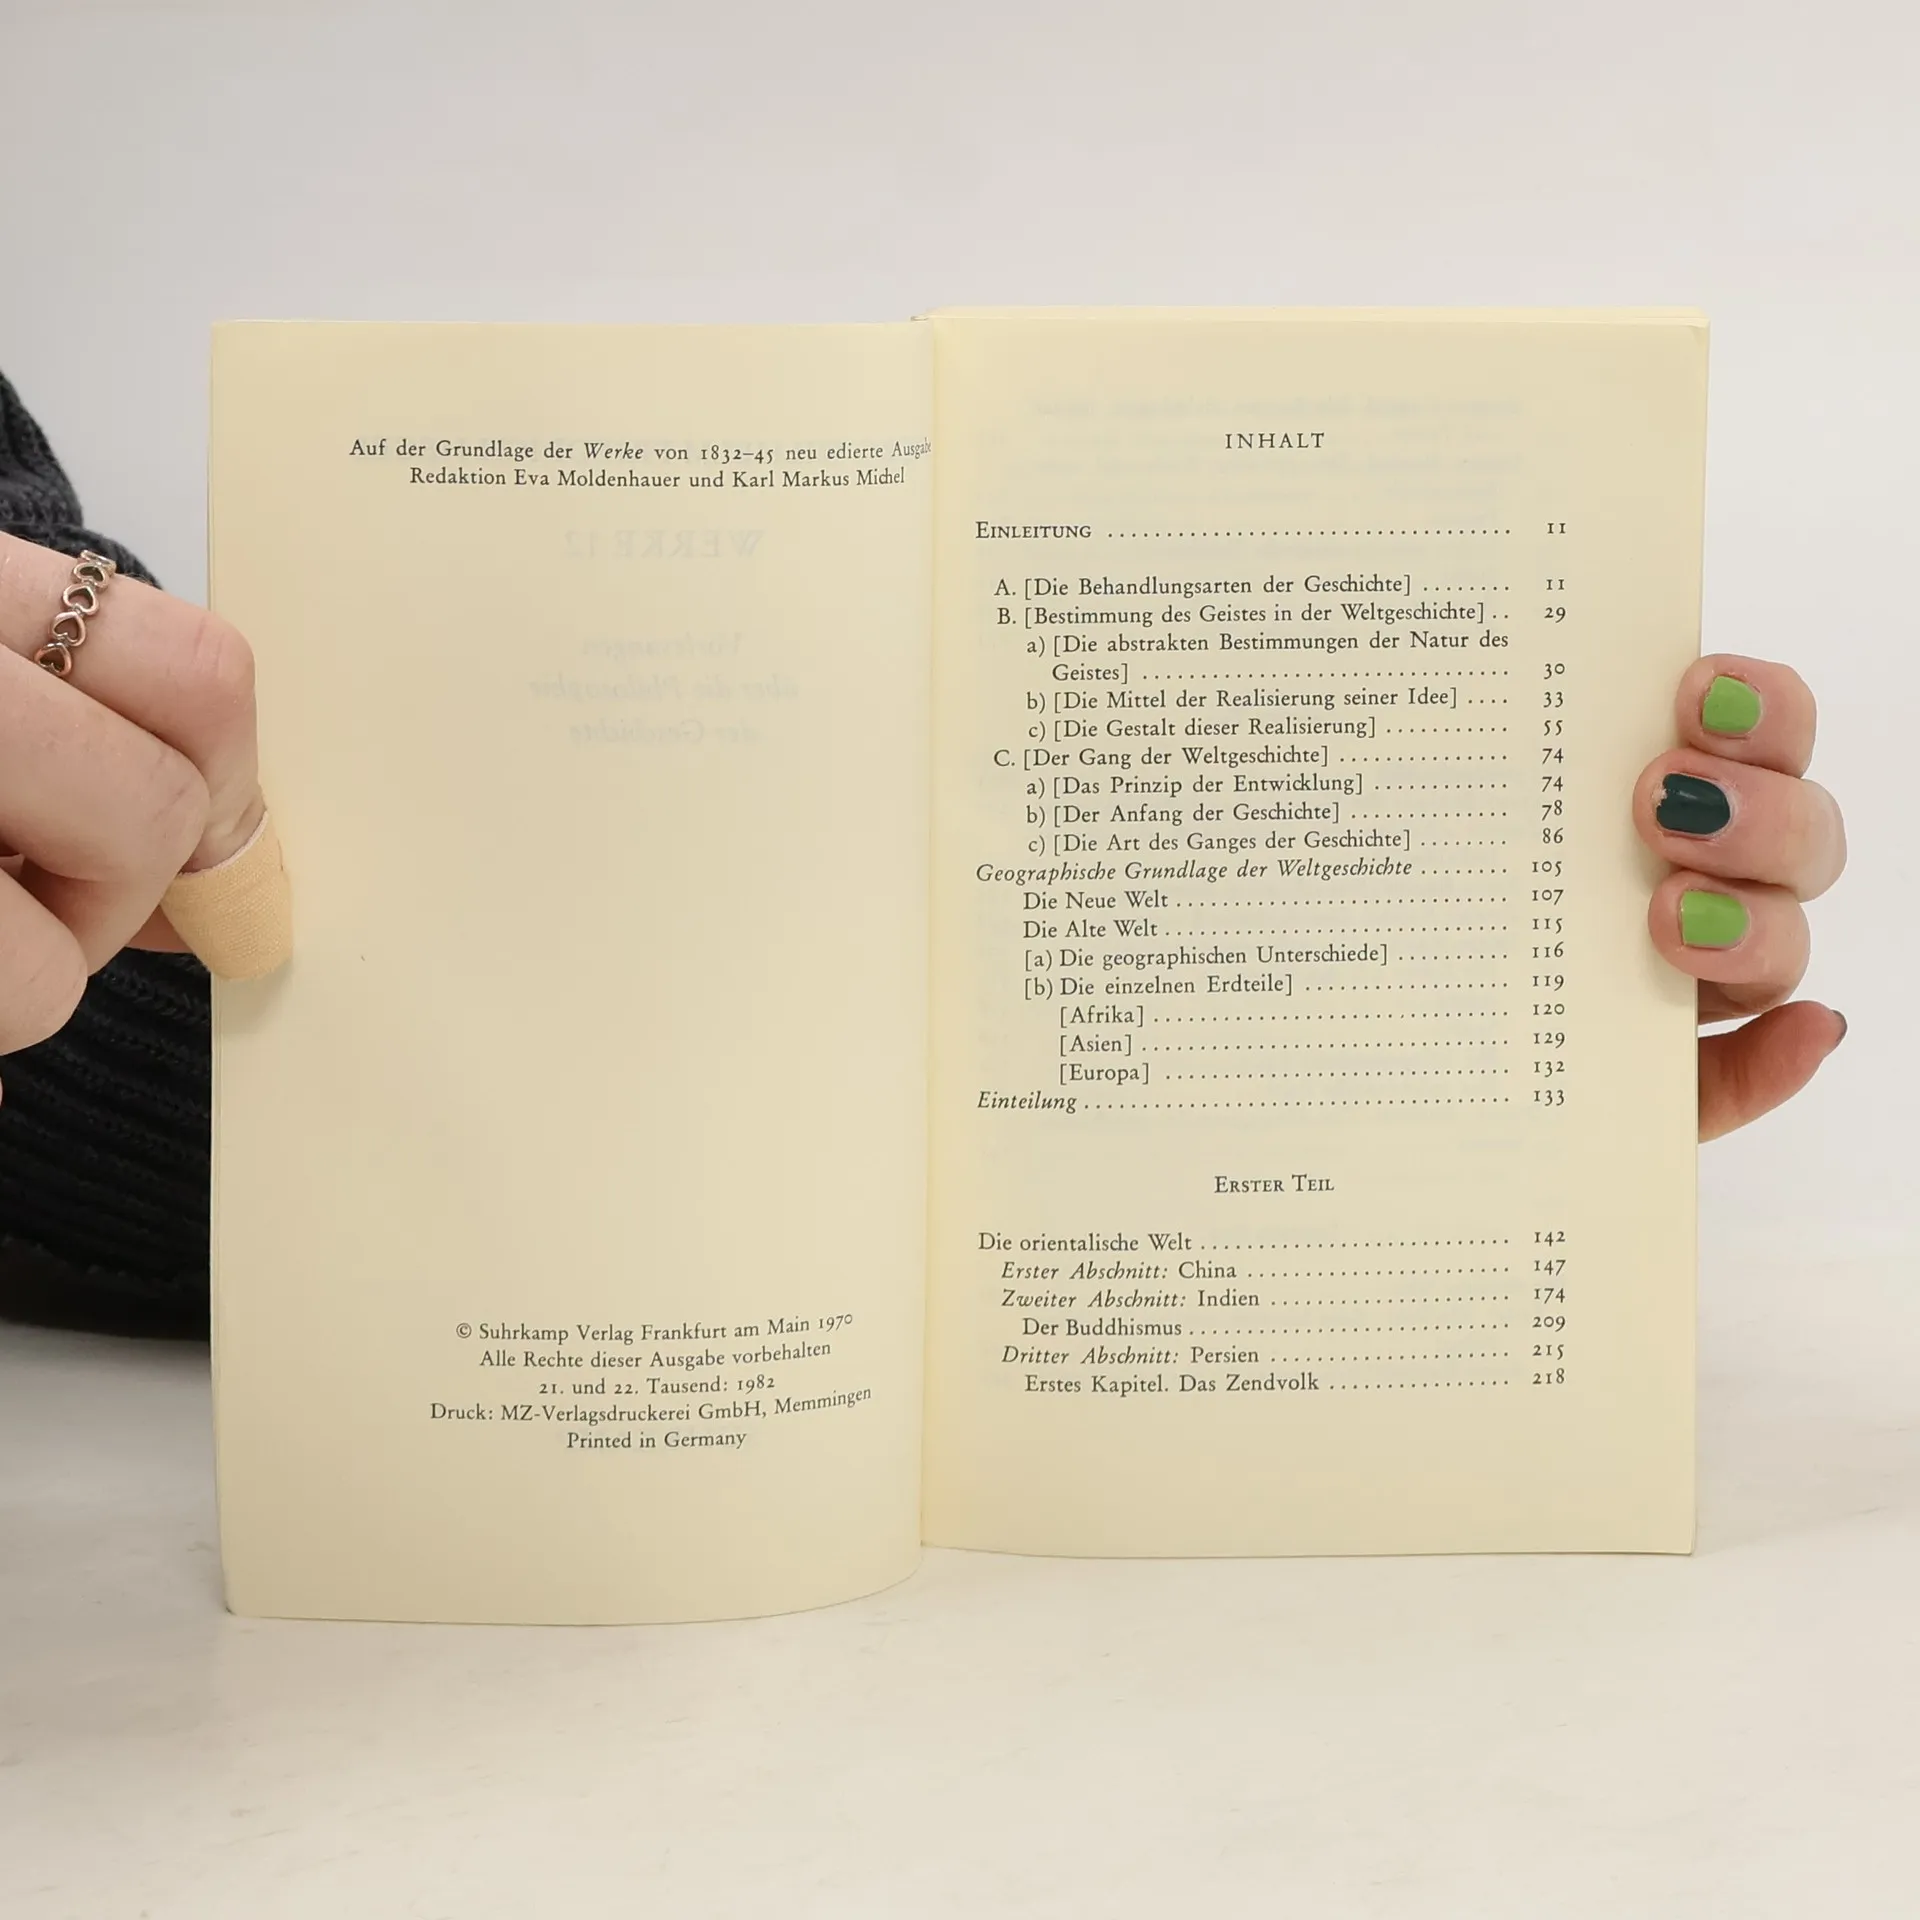 Auf der Grundlage der Werke von 1832–45 neu edierte Ausgabe
Redaktion Eva Moldenhauer und Karl Markus Michel
WERKE 12
Vorlesungen
über die Philosophie
der Geschichte
© Suhrkamp Verlag Frankfurt am Main 1970
Alle Rechte dieser Ausgabe vorbehalten
21. und 22. Tausend: 1982
Druck: MZ-Verlagsdruckerei GmbH, Memmingen
Printed in Germany
INHALT
EINLEITUNG .................................. 11
A. [Die Behandlungsarten der Geschichte] ........ 11
B. [Bestimmung des Geistes in der Weltgeschichte] .. 29
a) [Die abstrakten Bestimmungen der Natur des
Geistes] ............................... 30
b) [Die Mittel der Realisierung seiner Idee] .... 33
c) [Die Gestalt dieser Realisierung] ........... 55
C. [Der Gang der Weltgeschichte] ............... 74
a) [Das Prinzip der Entwicklung] ............ 74
b) [Der Anfang der Geschichte] .............. 78
c) [Die Art des Ganges der Geschichte] ........ 86
Geographische Grundlage der Weltgeschichte ........ 105
Die Neue Welt ............................. 107
Die Alte Welt .............................. 115
[a) Die geographischen Unterschiede] .......... 116
[b) Die einzelnen Erdteile] .................. 119
[Afrika] ............................... 120
[Asien] ................................ 129
[Europa] .............................. 132
Einteilung ..................................... 133
ERSTER TEIL
Die orientalische Welt ........................... 142
Erster Abschnitt: China ....................... 147
Zweiter Abschnitt: Indien ..................... 174
Der Buddhismus ............................ 209
Dritter Abschnitt: Persien ..................... 215
Erstes Kapitel. Das Zendvolk ................ 218